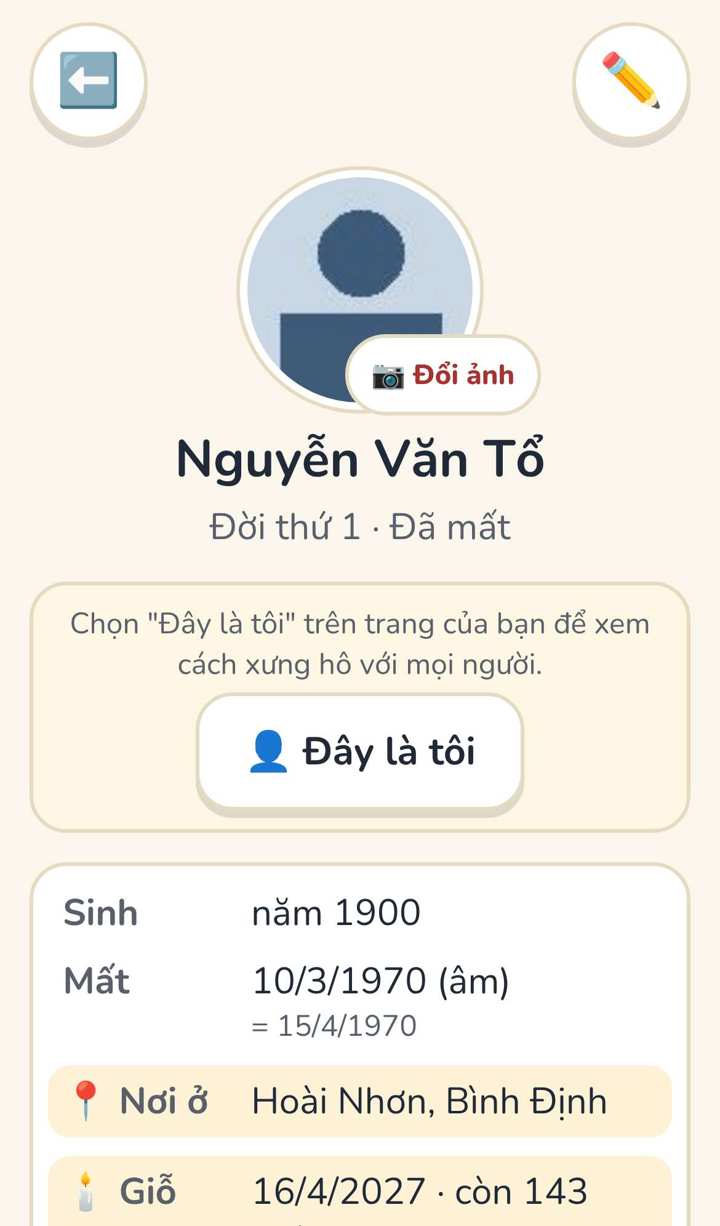 Đổi ảnh
Nguyễn Văn Tổ
Đời thứ 1 · Đã mất
Chọn "Đây là tôi" trên trang của bạn để xem
cách xưng hô với mọi người.
Đây là tôi
Sinh năm 1900
Mất 10/3/1970 (âm)
= 15/4/1970
Nơi ở Hoài Nhơn, Bình Định
Giỗ 16/4/2027 · còn 143